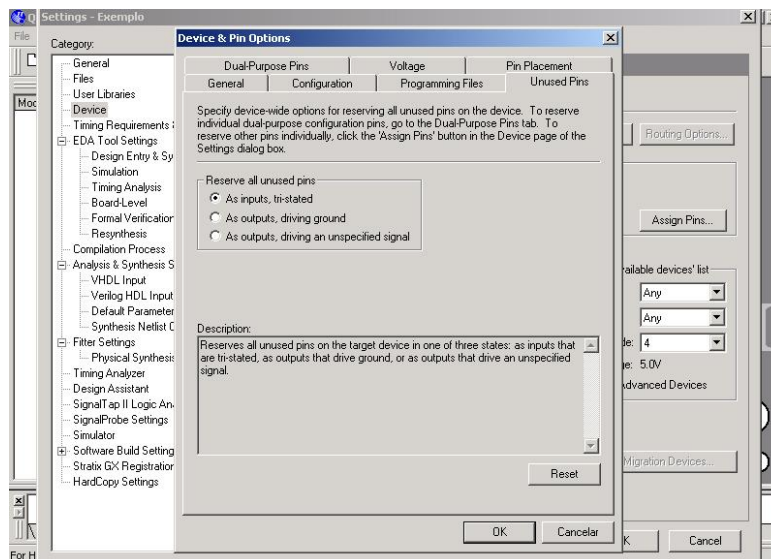 Settings - Exemplo
File
Category:
General
Files
User Libraries
Device
Timing Requirements
EDA Tool Settings
Design Entry &
Simulation
Timing Analysis
Board-Level
Formal Verification
Resynthesis
Compilation Process
Analysis & Synthesis
VHDL Input
Verilog HDL Input
Default Parameter
Synthesis Netlist
Fitter Settings
Physical Synthesis
Timing Analyzer
Design Assistant
SignalTap II Logic
SignalProbe Settings
Simulator
Software Build Setting
Stratix GX Registration
HardCopy Settings
Device & Pin Options
Dual-Purpose Pins
Voltage
Pin Placement
General
Configuration
Programming Files
Unused Pins
Specify device-wide options for reserving all unused pins on the device. To reserve
individual dual-purpose configuration pins, go to the Dual-Purpose Pins tab. To
reserve other pins individually, click the 'Assign Pins' button in the Device page of the
Settings dialog box.
Reserve all unused pins
As inputs, tri-stated
As outputs, driving ground
As outputs, driving an unspecified signal
Description:
Reserves all unused pins on the target device in one of three states: as inputs that
are tri-stated, as outputs that drive ground, or as outputs that drive an unspecified
signal.
Reset
OK
Cancelar
Routing Options...
Assign Pins...
devices' list
Any
Any
4
5.0V
Advanced Devices
Migration Devices...
Cancel
For H